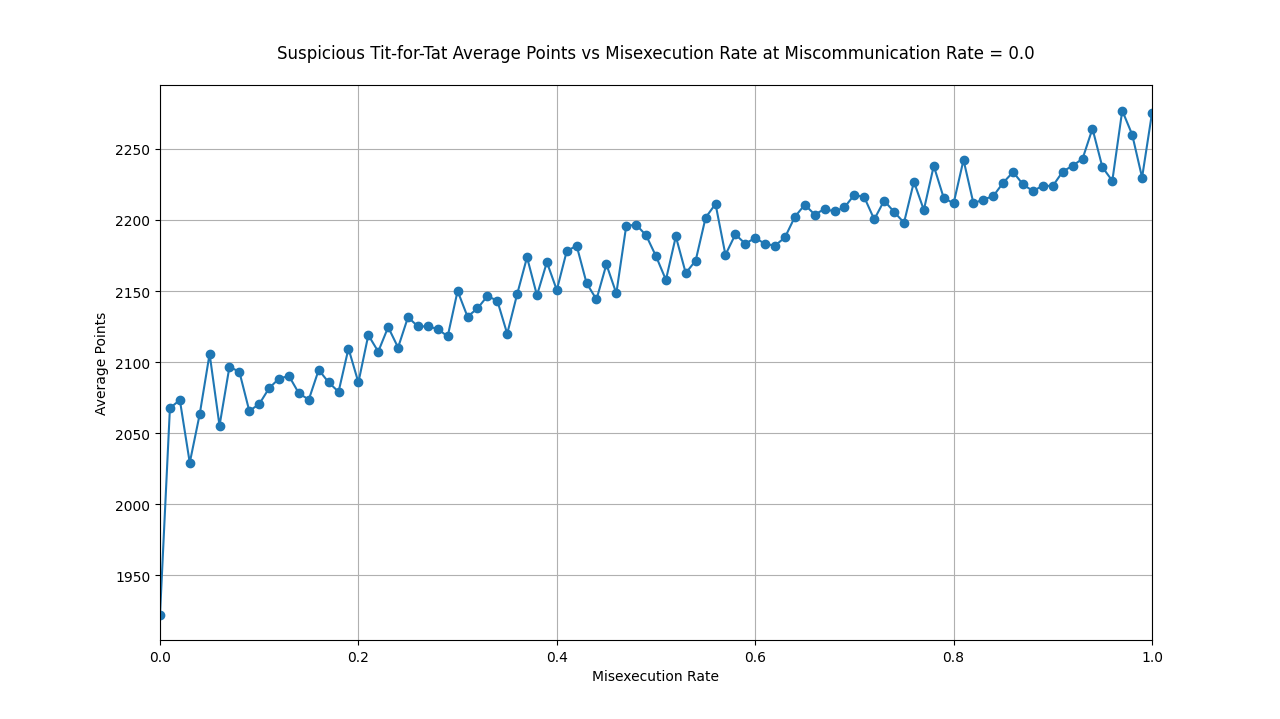 Suspicious Tit-for-Tat Average Points vs Misexecution Rate at Miscommunication Rate = 0.0
2250
2200
2150
2100
2050
2000
1950
Average Points
0.0 0.2 0.4 0.6 0.8 1.0
Misexecution Rate